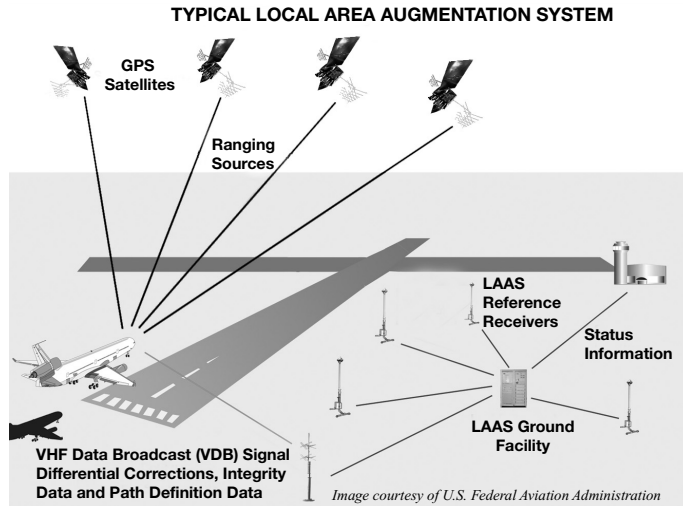 TYPICAL LOCAL AREA AUGMENTATION SYSTEM
GPS
Satellites
Ranging
Sources
LAAS
Reference
Receivers
Status
Information
LAAS Ground
Facility
VHF Data Broadcast (VDB) Signal
Differential Corrections, Integrity
Data and Path Definition Data
Image courtesy of U.S. Federal Aviation Administration